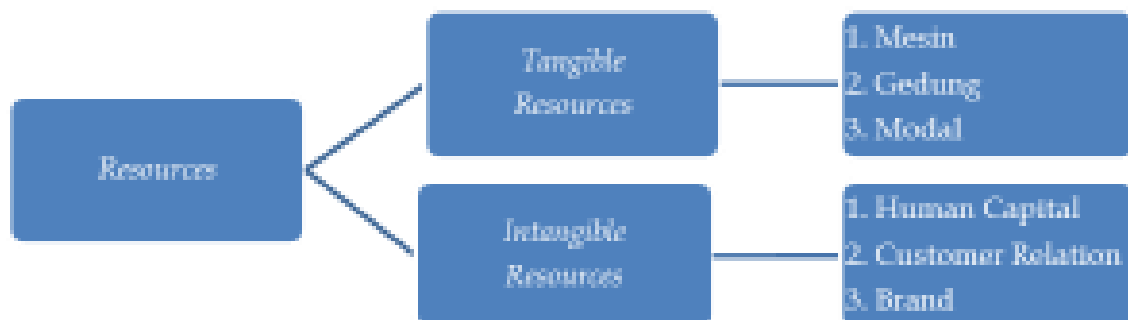 Resources
Tangible
Resources
1. Mesin
2. Gedung
3. Modal
Intangible
Resources
1. Human Capital
2. Customer Relation
3. Brand